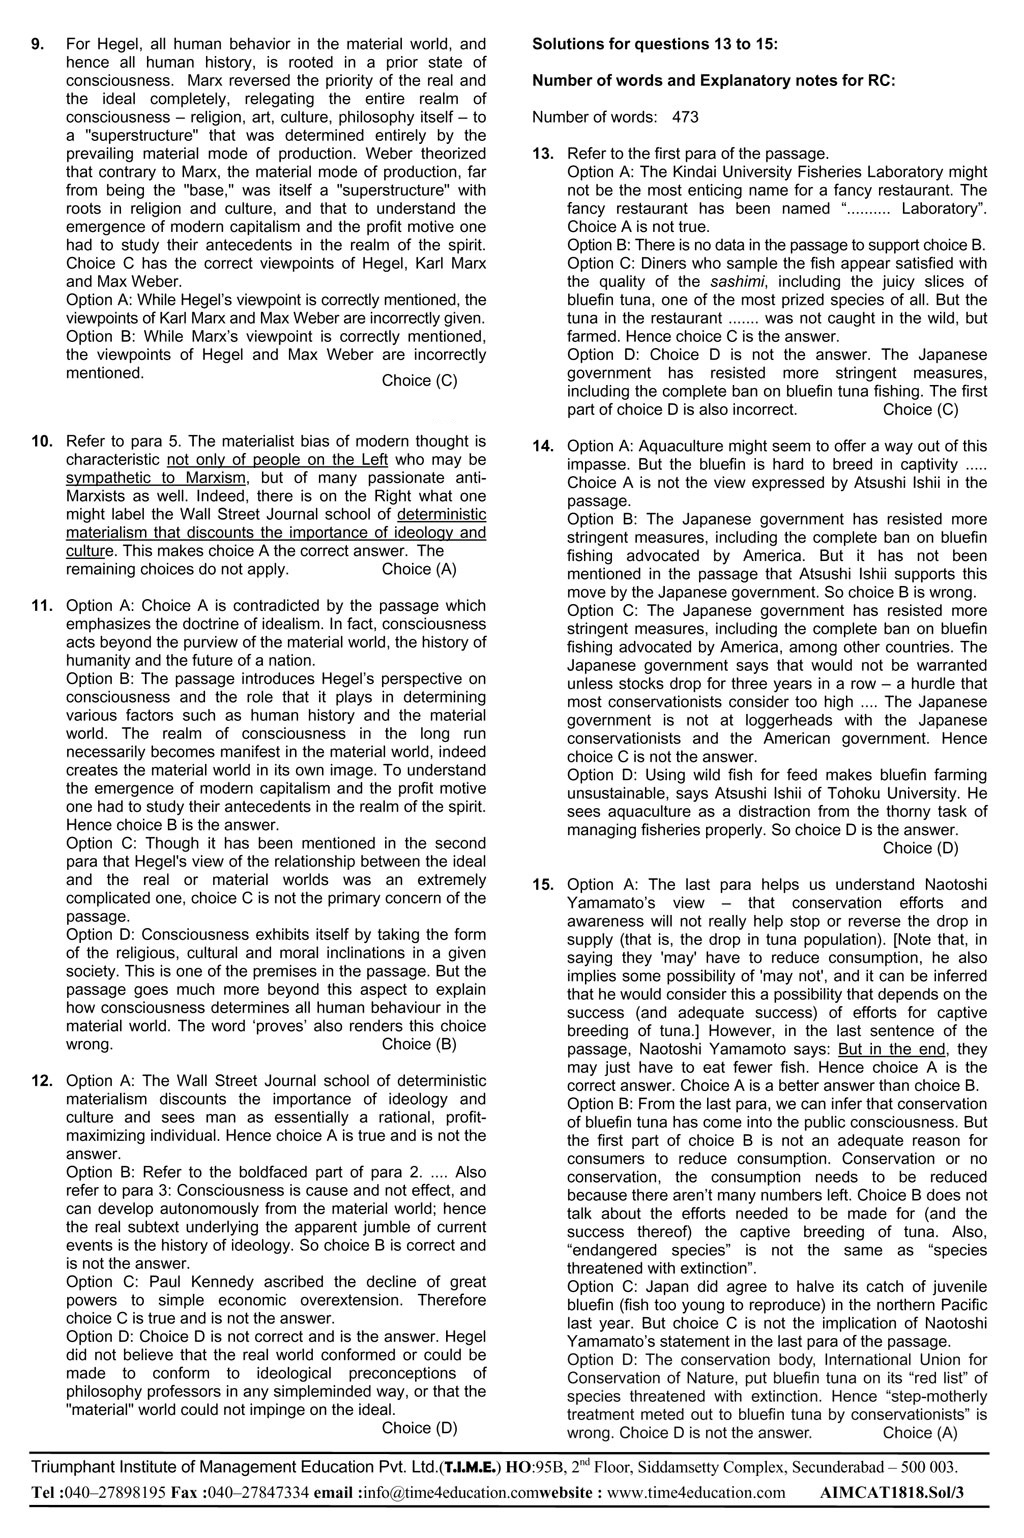 9. For Hegel, all human behavior in the material world, and
hence all human history, is rooted in a prior state of
consciousness. Marx reversed the priority of the real and
the ideal completely, relegating the entire realm of
consciousness – religion, art, culture, philosophy itself – to
a "superstructure" that was determined entirely by the
prevailing material mode of production. Weber theorized
that contrary to Marx, the material mode of production, far
from being the "base," was itself a "superstructure" with
roots in religion and culture, and that to understand the
emergence of modern capitalism and the profit motive one
had to study their antecedents in the realm of the spirit.
Choice C has the correct viewpoints of Hegel, Karl Marx
and Max Weber.
Option A: While Hegel’s viewpoint is correctly mentioned, the
viewpoints of Karl Marx and Max Weber are incorrectly given.
Option B: While Marx’s viewpoint is correctly mentioned,
the viewpoints of Hegel and Max Weber are incorrectly
mentioned. Choice (C)
10. Refer to para 5. The materialist bias of modern thought is
characteristic not only of people on the Left who may be
sympathetic to Marxism, but of many passionate anti-
Marxists as well. Indeed, there is on the Right what one
might label the Wall Street Journal school of deterministic
materialism that discounts the importance of ideology and
culture. This makes choice A the correct answer. The
remaining choices do not apply. Choice (A)
11. Option A: Choice A is contradicted by the passage which
emphasizes the doctrine of idealism. In fact, consciousness
acts beyond the purview of the material world, the history of
humanity and the future of a nation.
Option B: The passage introduces Hegel’s perspective on
consciousness and the role that it plays in determining
various factors such as human history and the material
world. The realm of consciousness in the long run
necessarily becomes manifest in the material world, indeed
creates the material world in its own image. To understand
the emergence of modern capitalism and the profit motive
one had to study their antecedents in the realm of the spirit.
Hence choice B is the answer.
Option C: Though it has been mentioned in the second
para that Hegel's view of the relationship between the ideal
and the real or material worlds was an extremely
complicated one, choice C is not the primary concern of the
passage.
Option D: Consciousness exhibits itself by taking the form
of the religious, cultural and moral inclinations in a given
society. This is one of the premises in the passage. But the
passage goes much more beyond this aspect to explain
how consciousness determines all human behaviour in the
material world. The word ‘proves’ also renders this choice
wrong. Choice (B)
12. Option A: The Wall Street Journal school of deterministic
materialism discounts the importance of ideology and
culture and sees man as essentially a rational, profit-
maximizing individual. Hence choice A is true and is not the
answer.
Option B: Refer to the boldfaced part of para 2. .... Also
refer to para 3: Consciousness is cause and not effect, and
can develop autonomously from the material world; hence
the real subtext underlying the apparent jumble of current
events is the history of ideology. So choice B is correct and
is not the answer.
Option C: Paul Kennedy ascribed the decline of great
powers to simple economic overextension. Therefore
choice C is true and is not the answer.
Option D: Choice D is not correct and is the answer. Hegel
did not believe that the real world conformed or could be
made to conform to ideological preconceptions of
philosophy professors in any simpleminded way, or that the
"material" world could not impinge on the ideal.
Choice (D)
Solutions for questions 13 to 15:
Number of words and Explanatory notes for RC:
Number of words: 473
13. Refer to the first para of the passage.
Option A: The Kindai University Fisheries Laboratory might
not be the most enticing name for a fancy restaurant. The
fancy restaurant has been named “.......... Laboratory”.
Choice A is not true.
Option B: There is no data in the passage to support choice B.
Option C: Diners who sample the fish appear satisfied with
the quality of the sashimi, including the juicy slices of
bluefin tuna, one of the most prized species of all. But the
tuna in the restaurant ....... was not caught in the wild, but
farmed. Hence choice C is the answer.
Option D: Choice D is not the answer. The Japanese
government has resisted more stringent measures,
including the complete ban on bluefin tuna fishing. The first
part of choice D is also incorrect. Choice (C)
14. Option A: Aquaculture might seem to offer a way out of this
impasse. But the bluefin is hard to breed in captivity .....
Choice A is not the view expressed by Atsushi Ishii in the
passage.
Option B: The Japanese government has resisted more
stringent measures, including the complete ban on bluefin
fishing advocated by America. But it has not been
mentioned in the passage that Atsushi Ishii supports this
move by the Japanese government. So choice B is wrong.
Option C: The Japanese government has resisted more
stringent measures, including the complete ban on bluefin
fishing advocated by America, among other countries. The
Japanese government says that would not be warranted
unless stocks drop for three years in a row – a hurdle that
most conservationists consider too high .... The Japanese
government is not at loggerheads with the Japanese
conservationists and the American government. Hence
choice C is not the answer.
Option D: Using wild fish for feed makes bluefin farming
unsustainable, says Atsushi Ishii of Tohoku University. He
sees aquaculture as a distraction from the thorny task of
managing fisheries properly. So choice D is the answer.
Choice (D)
15. Option A: The last para helps us understand Naotoshi
Yamamato’s view – that conservation efforts and
awareness will not really help stop or reverse the drop in
supply (that is, the drop in tuna population). [Note that, in
saying they 'may' have to reduce consumption, he also
implies some possibility of 'may not', and it can be inferred
that he would consider this a possibility that depends on the
success (and adequate success) of efforts for captive
breeding of tuna.] However, in the last sentence of the
passage, Naotoshi Yamamoto says: But in the end, they
may just have to eat fewer fish. Hence choice A is the
correct answer. Choice A is a better answer than choice B.
Option B: From the last para, we can infer that conservation
of bluefin tuna has come into the public consciousness. But
the first part of choice B is not an adequate reason for
consumers to reduce consumption. Conservation or no
conservation, the consumption needs to be reduced
because there aren’t many numbers left. Choice B does not
talk about the efforts needed to be made for (and the
success thereof) the captive breeding of tuna. Also,
“endangered species” is not the same as “species
threatened with extinction”.
Option C: Japan did agree to halve its catch of juvenile
bluefin (fish too young to reproduce) in the northern Pacific
last year. But choice C is not the implication of Naotoshi
Yamamato’s statement in the last para of the passage.
Option D: The conservation body, International Union for
Conservation of Nature, put bluefin tuna on its “red list” of
species threatened with extinction. Hence “step-motherly
treatment meted out to bluefin tuna by conservationists” is
wrong. Choice D is not the answer. Choice (A)
Triumphant Institute of Management Education Pvt. Ltd.(T.I.M.E.) HO:95B, 2nd Floor, Siddamsetty Complex, Secunderabad – 500 003.
Tel :040–27898195 Fax :040–27847334 email :info@time4education.comwebsite : www.time4education.com AIMCAT1818.Sol/3